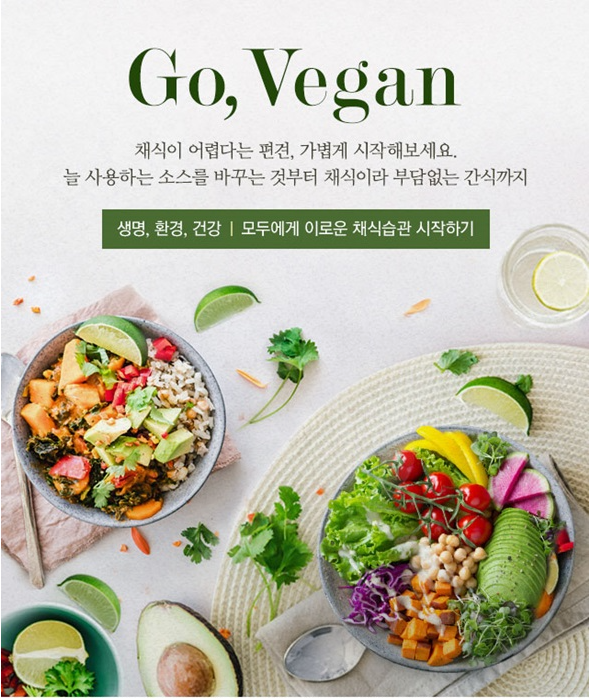 Go, Vegan
채식이 어렵다는 편견, 가볍게 시작해보세요.
늘 사용하는 소스를 바꾸는 것부터 채식이라 부담없는 간식까지
생명, 환경, 건강 | 모두에게 이로운 채식습관 시작하기